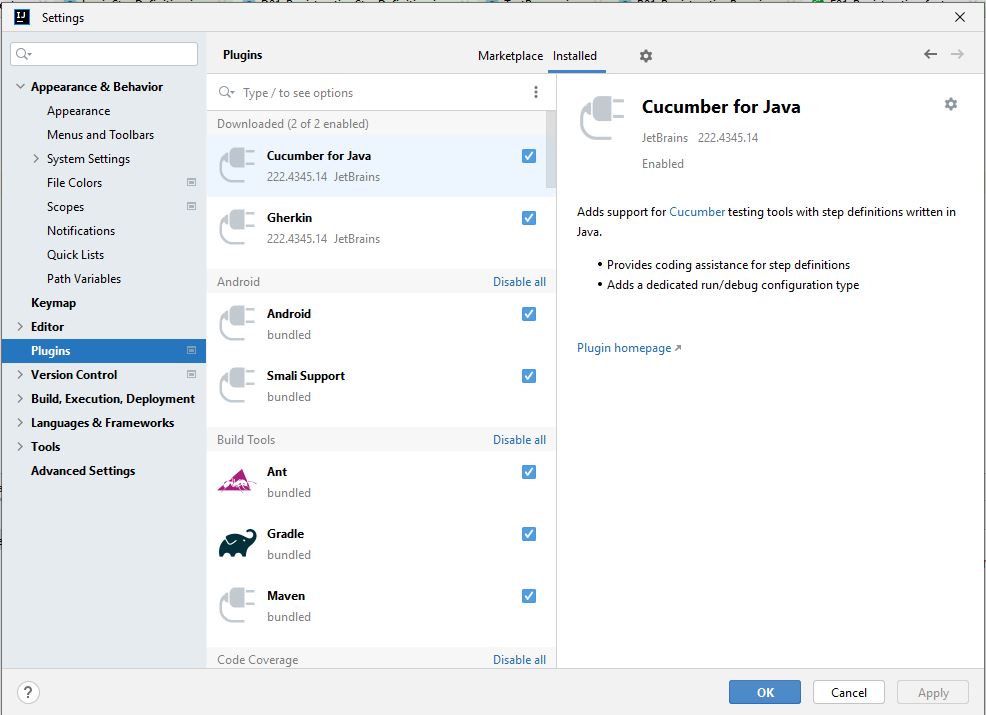 Settings
Plugins
Marketplace
Installed
Appearance & Behavior
Appearance
Menus and Toolbars
System Settings
File Colors
Scopes
Notifications
Quick Lists
Path Variables
Keymap
Editor
Plugins
Version Control
Build, Execution, Deployment
Languages & Frameworks
Tools
Advanced Settings
Type / to see options
Downloaded (2 of 2 enabled)
Cucumber for Java
222.4345.14 JetBrains
Gherkin
222.4345.14 JetBrains
Android Disable all
Android
bundled
Smali Support
bundled
Build Tools Disable all
Ant
bundled
Gradle
bundled
Maven
bundled
Code Coverage Disable all
Cucumber for Java
JetBrains 222.4345.14
Enabled
Adds support for Cucumber testing tools with step definitions written in
Java.
• Provides coding assistance for step definitions
• Adds a dedicated run/debug configuration type
Plugin homepage ↗
?
OK
Cancel
Apply